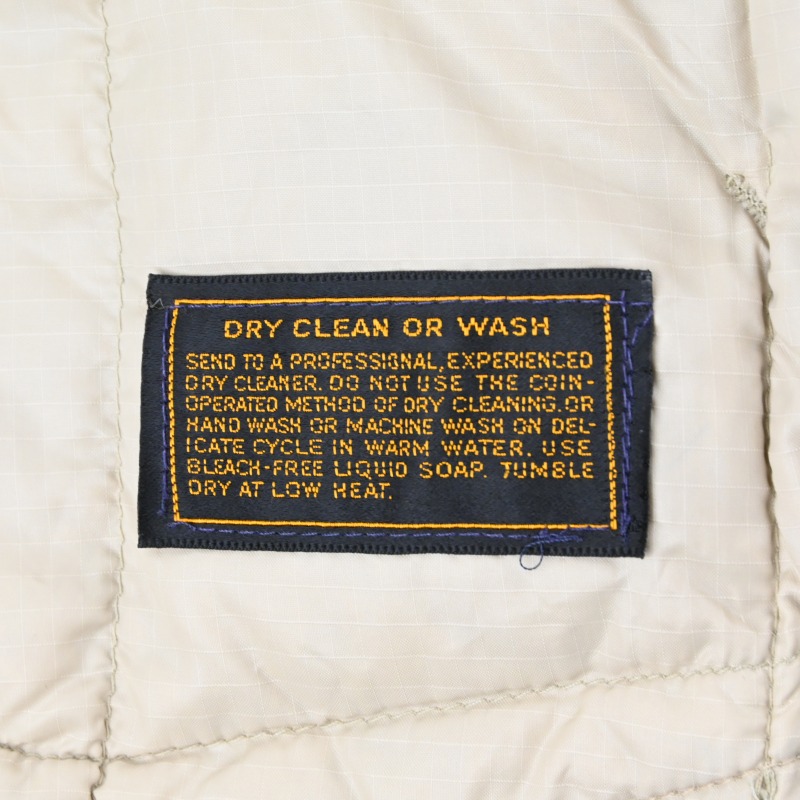 DRY CLEAN OR WASH
SEND TO A PROFESSIONAL, EXPERIENCED
DRY CLEANER. DO NOT USE THE COIN-
OPERATED METHOD OF DRY CLEANING. OR
HAND WASH OR MACHINE WASH ON DEL-
ICATE CYCLE IN WARM WATER. USE
BLEACH-FREE LIQUID SOAP. TUMBLE
DRY AT LOW HEAT.